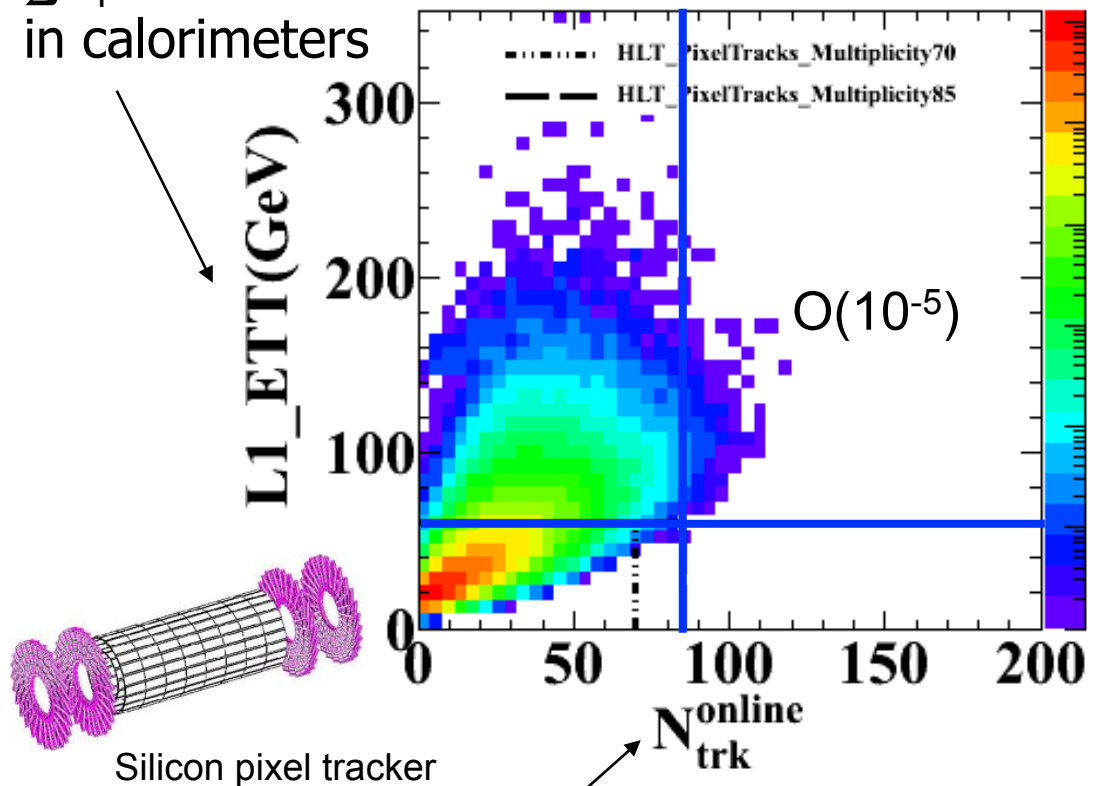 in calorimeters
HLT_PixelTracks_Multiplicity70
HLT_PixelTracks_Multiplicity85
L1_ETT(GeV)
300
200
100
0
O(10⁻⁵)
0 50 100 150 200
N_trk^online
Silicon pixel tracker